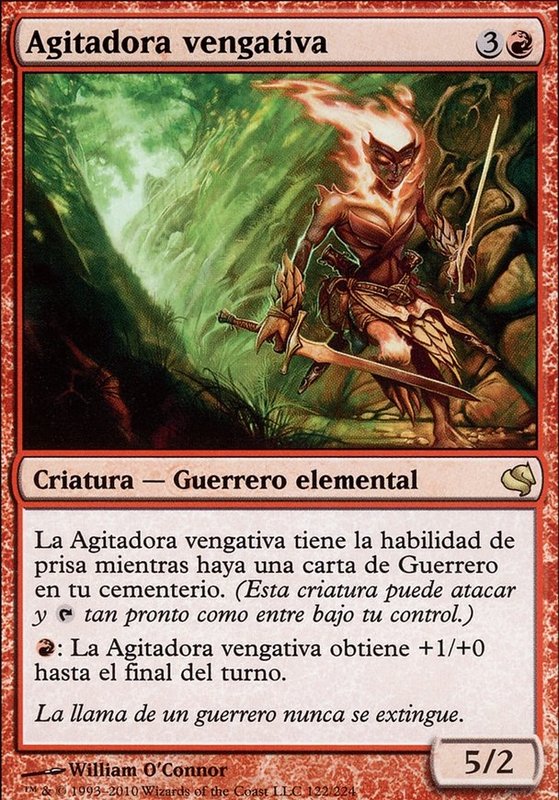 Agitadora vengativa 3
Criatura — Guerrero elemental
La Agitadora vengativa tiene la habilidad de
prisa mientras haya una carta de Guerrero
en tu cementerio. (Esta criatura puede atacar
y tan pronto como entre bajo tu control.)
: La Agitadora vengativa obtiene +1/+0
hasta el final del turno.
La llama de un guerrero nunca se extingue.
William O'Connor
5/2
™ & © 1993–2010 Wizards of the Coast LLC 122/224